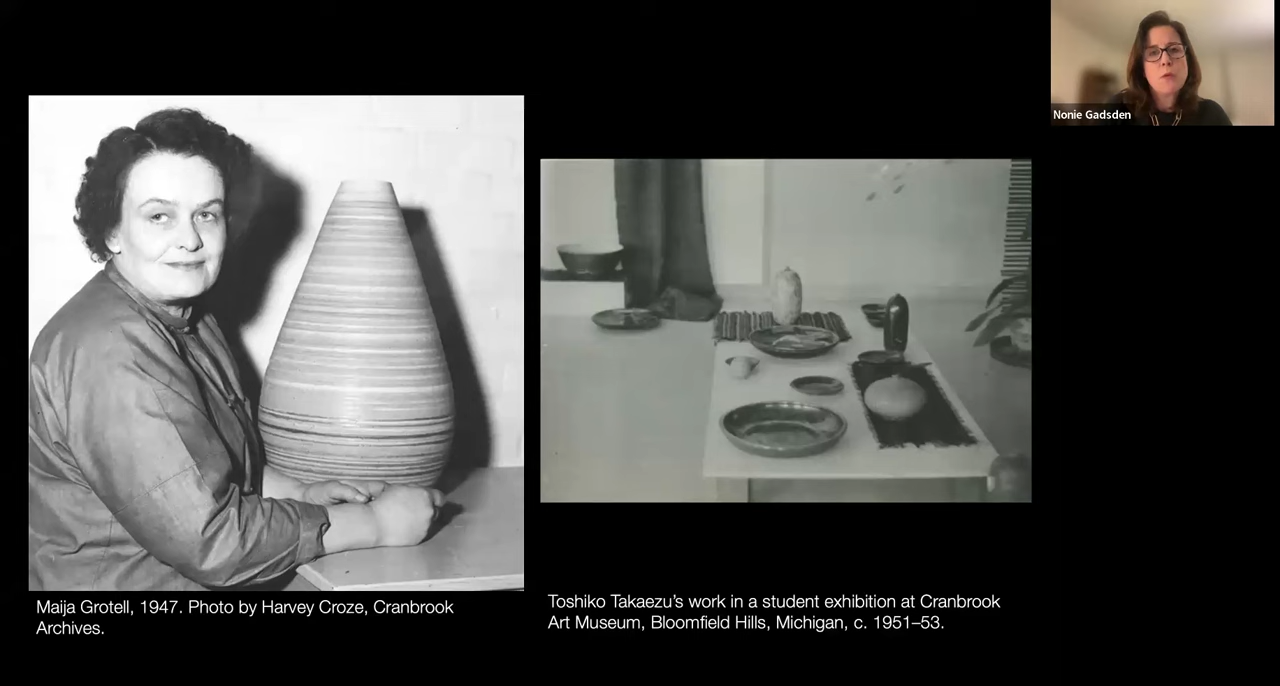 Nonie Gadsden
Maija Grotell, 1947. Photo by Harvey Croze, Cranbrook
Archives.
Toshiko Takaezu’s work in a student exhibition at Cranbrook
Art Museum, Bloomfield Hills, Michigan, c. 1951–53.